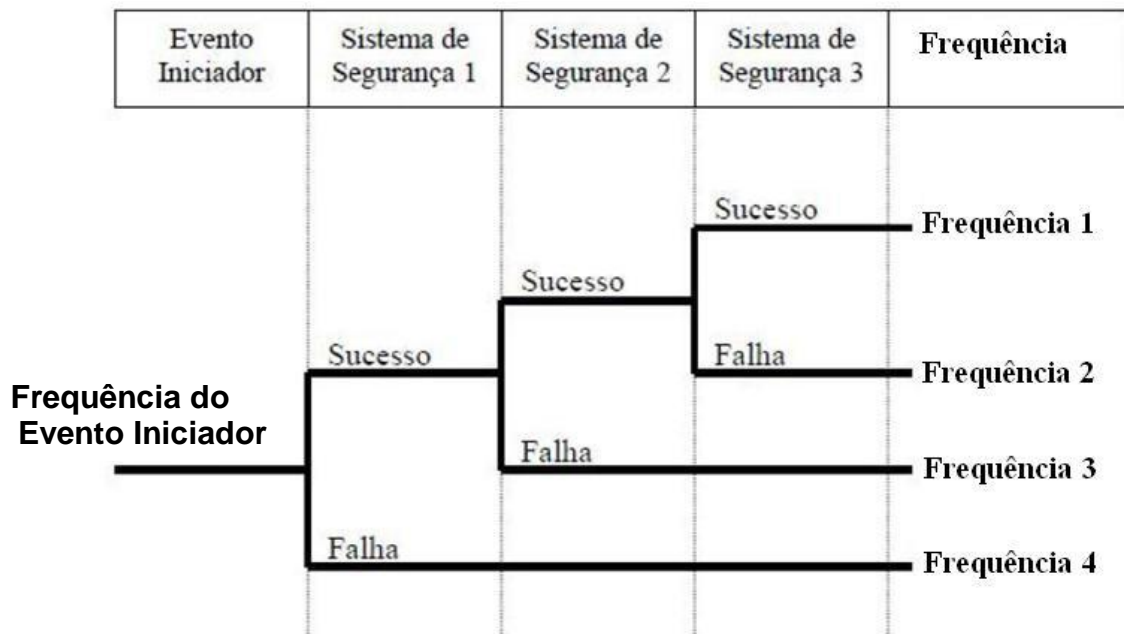 Evento
Iniciador
Sistema de
Segurança 1
Sistema de
Segurança 2
Sistema de
Segurança 3
Frequência
Sucesso
Frequência 1
Sucesso
Sucesso
Falha
Frequência 2
Frequência do
Evento Iniciador
Falha
Frequência 3
Falha
Frequência 4